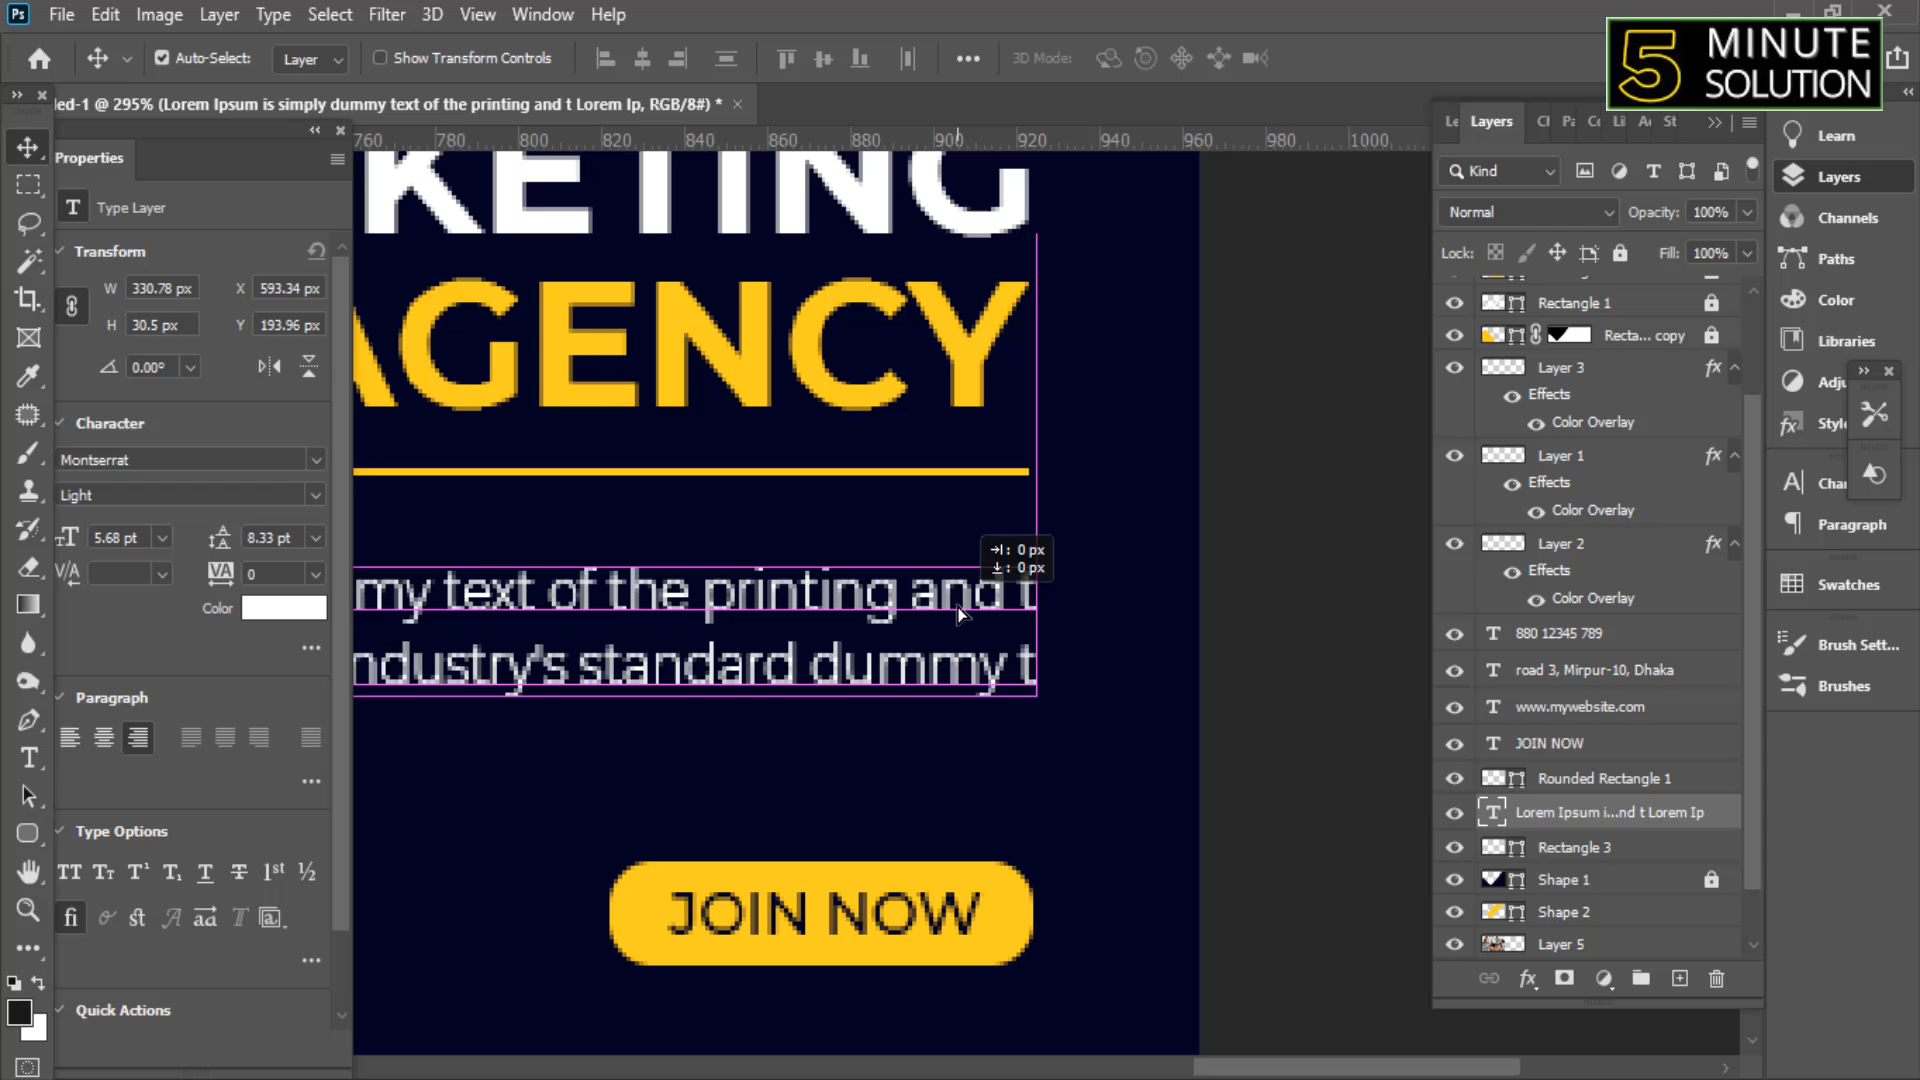 Ps File Edit Image Layer Type Select Filter 3D View Window Help
5 MINUTE
SOLUTION
Auto-Select: Layer Show Transform Controls 3D Mode:
led-1 @ 295% (Lorem Ipsum is simply dummy text of the printing and t Lorem Ip, RGB/8#) * ×
760 780 800 820 840 860 880 900 920 940 960 980 1000
Properties
T Type Layer
Transform
W 330.78 px X 593.34 px
H 30.5 px Y 193.96 px
0.00°
Character
Montserrat
Light
5.68 pt 8.33 pt
0
Color
Paragraph
Type Options
Quick Actions
KETING
AGENCY
my text of the printing and t
ndustry's standard dummy t
: 0 px
: 0 px
JOIN NOW
Layers
Kind
Normal Opacity: 100%
Lock: Fill: 100%
Rectangle 1
Recta... copy
Layer 3 fx
Effects
Color Overlay
Layer 1 fx
Effects
Color Overlay
Layer 2 fx
Effects
Color Overlay
T 880 12345 789
T road 3, Mirpur-10, Dhaka
T www.mywebsite.com
T JOIN NOW
Rounded Rectangle 1
T Lorem Ipsum i...nd t Lorem Ip
Rectangle 3
Shape 1
Shape 2
Layer 5
Learn
Layers
Channels
Paths
Color
Libraries
Adju
Style
Cha
Paragraph
Swatches
Brush Sett...
Brushes